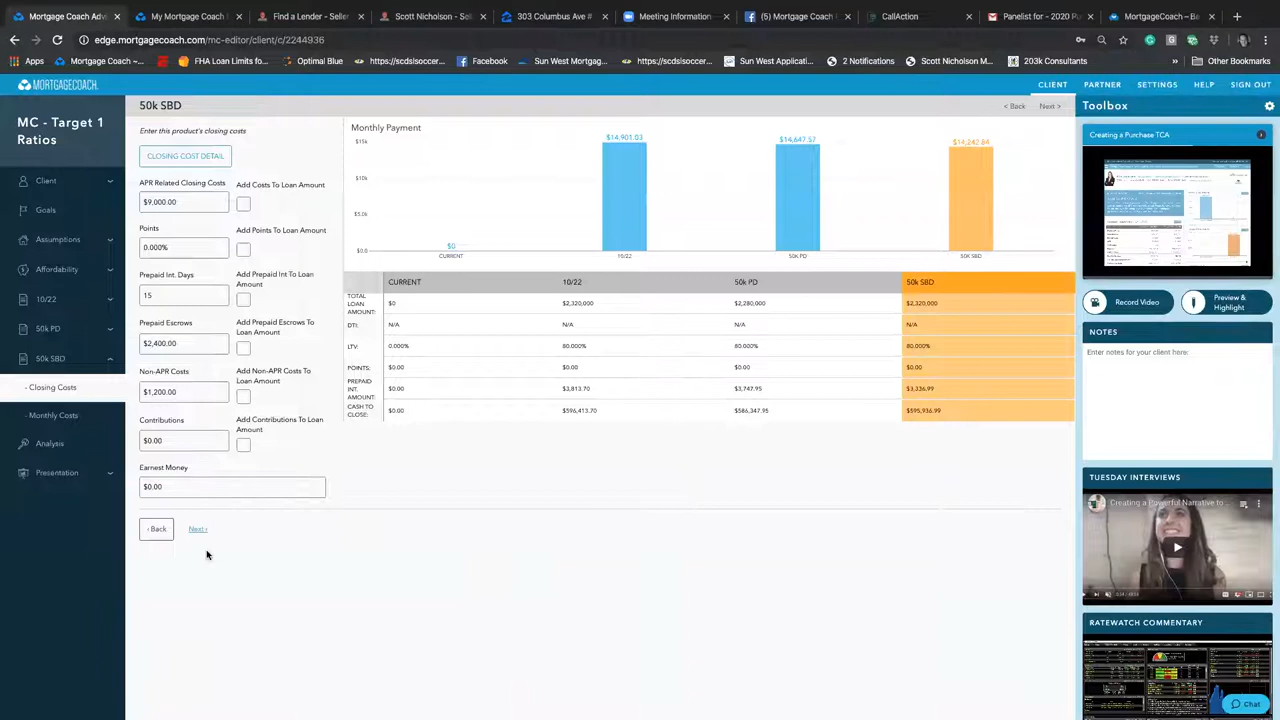 Mortgage Coach Adv
My Mortgage Coach
Find a Lender - Seller
Scott Nicholson - Sol
303 Columbus Ave #
Meeting Information
(5) Mortgage Coach
CallAction
Panelist for - 2020 Pu
MortgageCoach – Be
edge.mortgagecoach.com/mc-editor/client/c/2244936
Apps
Mortgage Coach ~...
FHA Loan Limits fo...
Optimal Blue
https://scdslsoccer...
Facebook
Sun West Mortg...
https://scdslsoccer...
Sun West Applicati...
2 Notifications
Scott Nicholson M...
203k Consultants
»
Other Bookmarks
MORTGAGECOACH
CLIENT
PARTNER
SETTINGS
HELP
SIGN OUT
MC - Target 1
Ratios
Client
Goals
Assumptions
Affordability
10/22
50k PD
50k SBD
- Closing Costs
- Monthly Costs
Analysis
Presentation
50k SBD
< Back
Next >
Enter this product's closing costs
CLOSING COST DETAIL
APR Related Closing Costs
Add Costs To Loan Amount
$9,000.00
Points
Add Points To Loan Amount
0.000%
Prepaid Int. Days
Add Prepaid Int To Loan
Amount
15
Prepaid Escrows
Add Prepaid Escrows To
Loan Amount
$2,400.00
Non-APR Costs
Add Non-APR Costs To
Loan Amount
$1,200.00
Contributions
Add Contributions To Loan
Amount
$0.00
Earnest Money
$0.00
‹ Back
Next ›
Monthly Payment
$15k
$10k
$5.0k
$0.0
$0
$14,901.03
$14,647.57
$14,242.84
CURRENT
10/22
50k PD
50k SBD
CURRENT
10/22
50k PD
50k SBD
TOTAL
LOAN
AMOUNT:
$0
$2,320,000
$2,280,000
$2,320,000
DTI:
N/A
N/A
N/A
N/A
LTV:
0.000%
80.000%
80.000%
80.000%
POINTS:
$0.00
$0.00
$0.00
$0.00
PREPAID
INT.
AMOUNT:
$0.00
$3,813.70
$3,747.95
$3,336.99
CASH TO
CLOSE:
$0.00
$596,413.70
$586,347.95
$595,936.99
Toolbox
Creating a Purchase TCA
Record Video
Preview &
Highlight
NOTES
Enter notes for your client here:
TUESDAY INTERVIEWS
Creating a Powerful Narrative to ...
RATEWATCH COMMENTARY
Chat